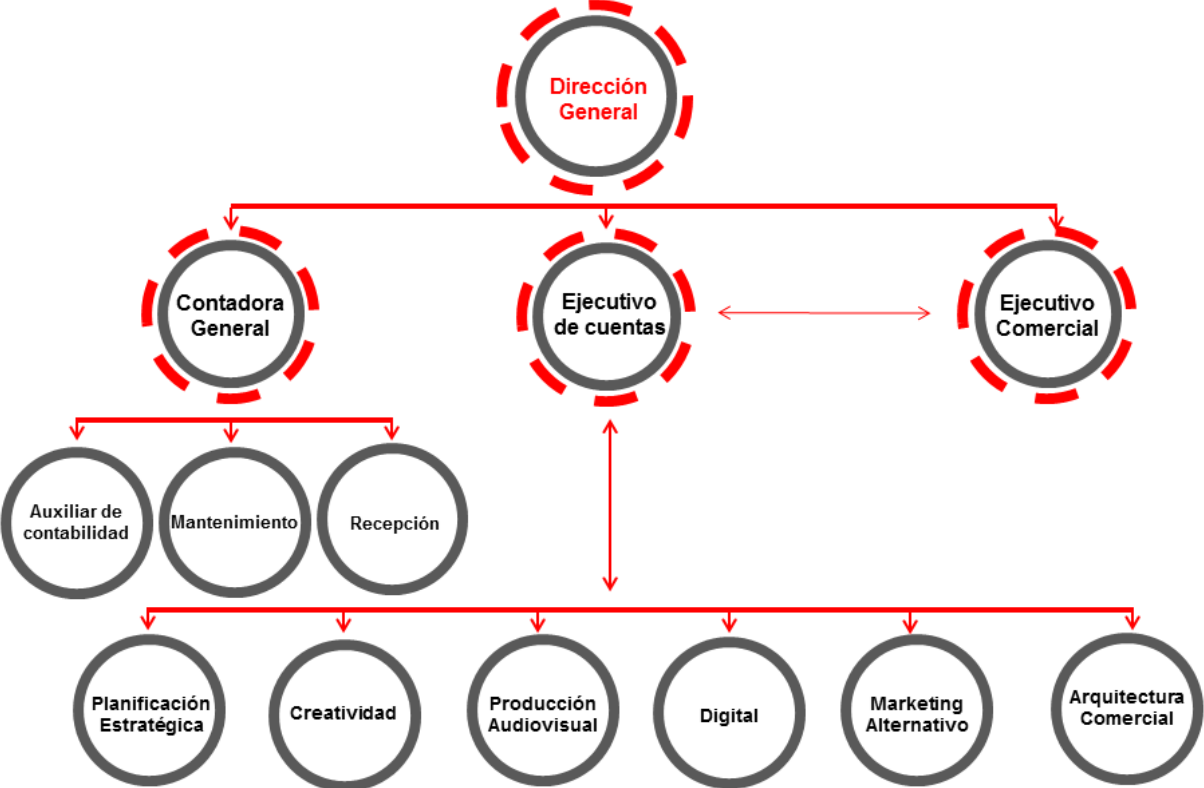 Dirección
General
Contadora
General
Ejecutivo
de cuentas
Ejecutivo
Comercial
Auxiliar de
contabilidad
Mantenimiento
Recepción
Planificación
Estratégica
Creatividad
Producción
Audiovisual
Digital
Marketing
Alternativo
Arquitectura
Comercial